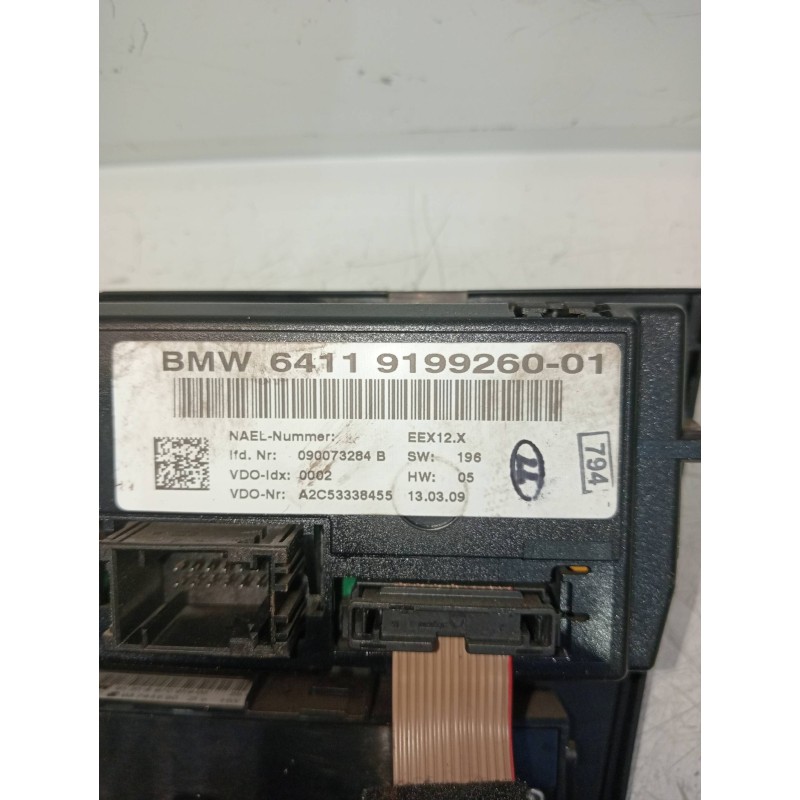 BMW 6411 9199260-01
NAEL-Nummer: EEX12.X
lfd. Nr: 090073284 B SW: 196
VDO-Idx: 0002 HW: 05
VDO-Nr: A2C53338455 13.03.09
794